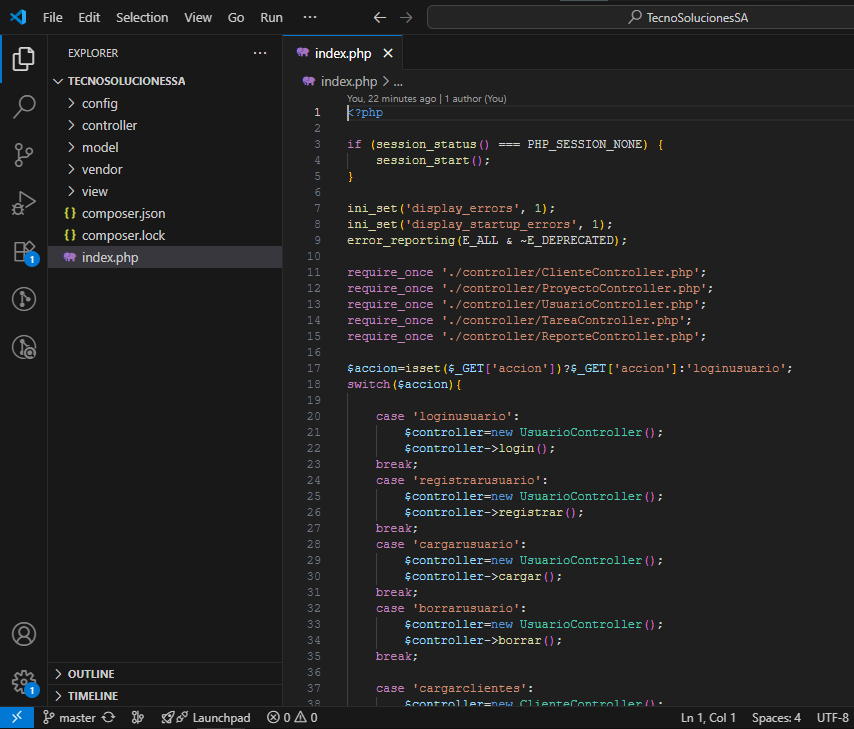 File Edit Selection View Go Run ··· TecnoSolucionesSA
EXPLORER ···
TECNOSOLUCIONESSA
config
controller
model
vendor
view
{} composer.json
{} composer.lock
index.php
OUTLINE
TIMELINE
1
1
index.php
index.php > ...
You, 22 minutes ago | 1 author (You)
1 <?php
2
3 if (session_status() === PHP_SESSION_NONE) {
4 session_start();
5 }
6
7 ini_set('display_errors', 1);
8 ini_set('display_startup_errors', 1);
9 error_reporting(E_ALL & ~E_DEPRECATED);
10
11 require_once './controller/ClienteController.php';
12 require_once './controller/ProyectoController.php';
13 require_once './controller/UsuarioController.php';
14 require_once './controller/TareaController.php';
15 require_once './controller/ReporteController.php';
16
17 $accion=isset($_GET['accion'])?$_GET['accion']:'loginusuario';
18 switch($accion){
19
20 case 'loginusuario':
21 $controller=new UsuarioController();
22 $controller->login();
23 break;
24 case 'registrarusuario':
25 $controller=new UsuarioController();
26 $controller->registrar();
27 break;
28 case 'cargarusuario':
29 $controller=new UsuarioController();
30 $controller->cargar();
31 break;
32 case 'borrarusuario':
33 $controller=new UsuarioController();
34 $controller->borrar();
35 break;
36
37 case 'cargarclientes':
38 $controller=new ClienteController();
master Launchpad 0 0 Ln 1, Col 1 Spaces: 4 UTF-8